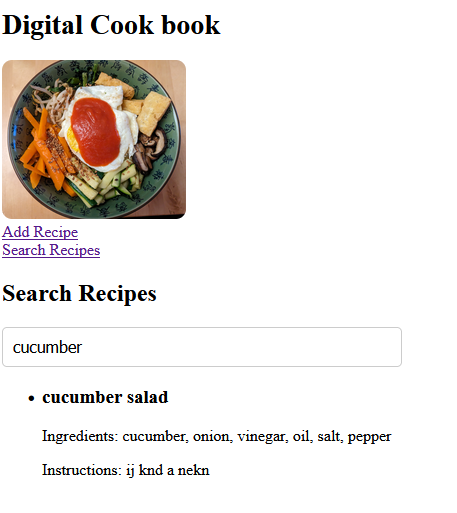 Digital Cook book
Add Recipe
Search Recipes
Search Recipes
cucumber
cucumber salad
Ingredients: cucumber, onion, vinegar, oil, salt, pepper
Instructions: ij knd a nekn